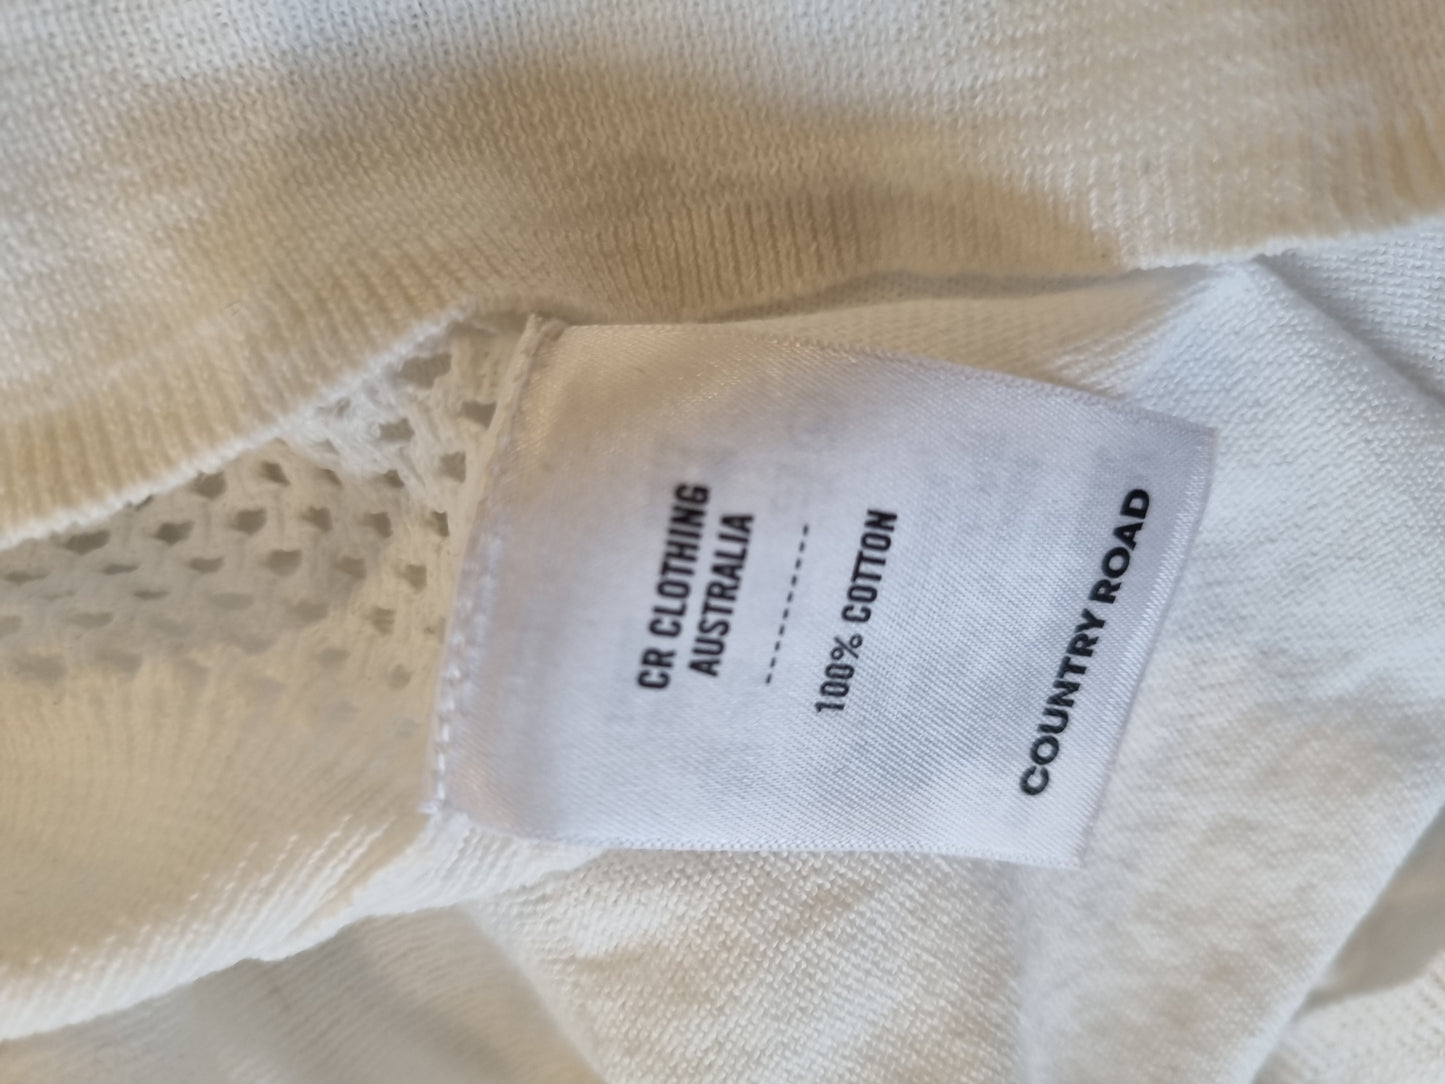 CR CLOTHING
AUSTRALIA
----------
100% COTTON
COUNTRY ROAD